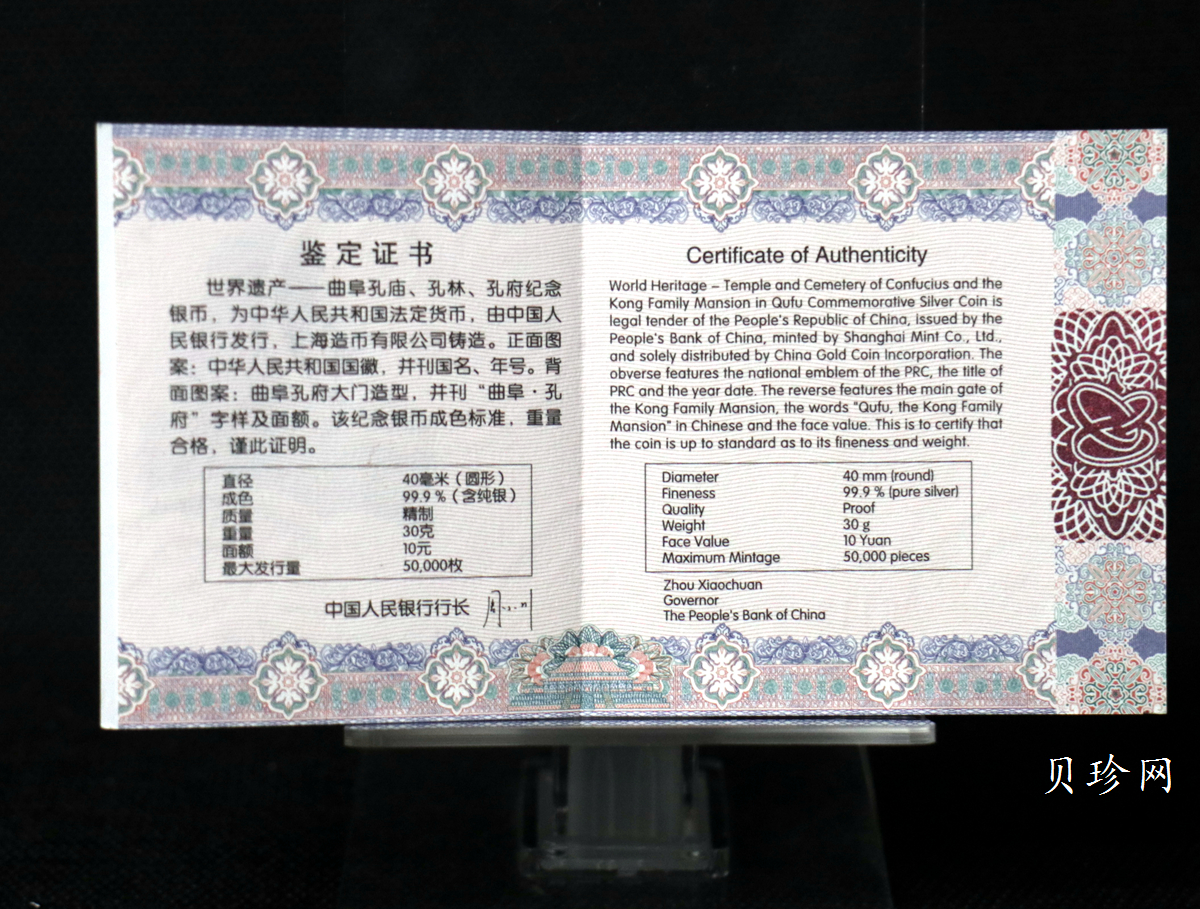 鉴定证书
世界遗产——曲阜孔庙、孔林、孔府纪念
银币，为中华人民共和国法定货币，由中国人
民银行发行，上海造币有限公司铸造。正面图
案：中华人民共和国国徽，并刊国名、年号。背
面图案：曲阜孔府大门造型，并刊“曲阜·孔
府”字样及面额。该纪念银币成色标准，重量
合格，谨此证明。
直径 40毫米（圆形）
成色 99.9％（含纯银）
质量 精制
重量 30克
面额 10元
最大发行量 50,000枚
中国人民银行行长
Certificate of Authenticity
World Heritage – Temple and Cemetery of Confucius and the
Kong Family Mansion in Qufu Commemorative Silver Coin is
legal tender of the People's Republic of China, issued by the
People's Bank of China, minted by Shanghai Mint Co., Ltd.,
and solely distributed by China Gold Coin Incorporation. The
obverse features the national emblem of the PRC, the title of
PRC and the year date. The reverse features the main gate of
the Kong Family Mansion, the words "Qufu, the Kong Family
Mansion" in Chinese and the face value. This is to certify that
the coin is up to standard as to its fineness and weight.
Diameter 40 mm (round)
Fineness 99.9 % (pure silver)
Quality Proof
Weight 30 g
Face Value 10 Yuan
Maximum Mintage 50,000 pieces
Zhou Xiaochuan
Governor
The People's Bank of China
贝珍网